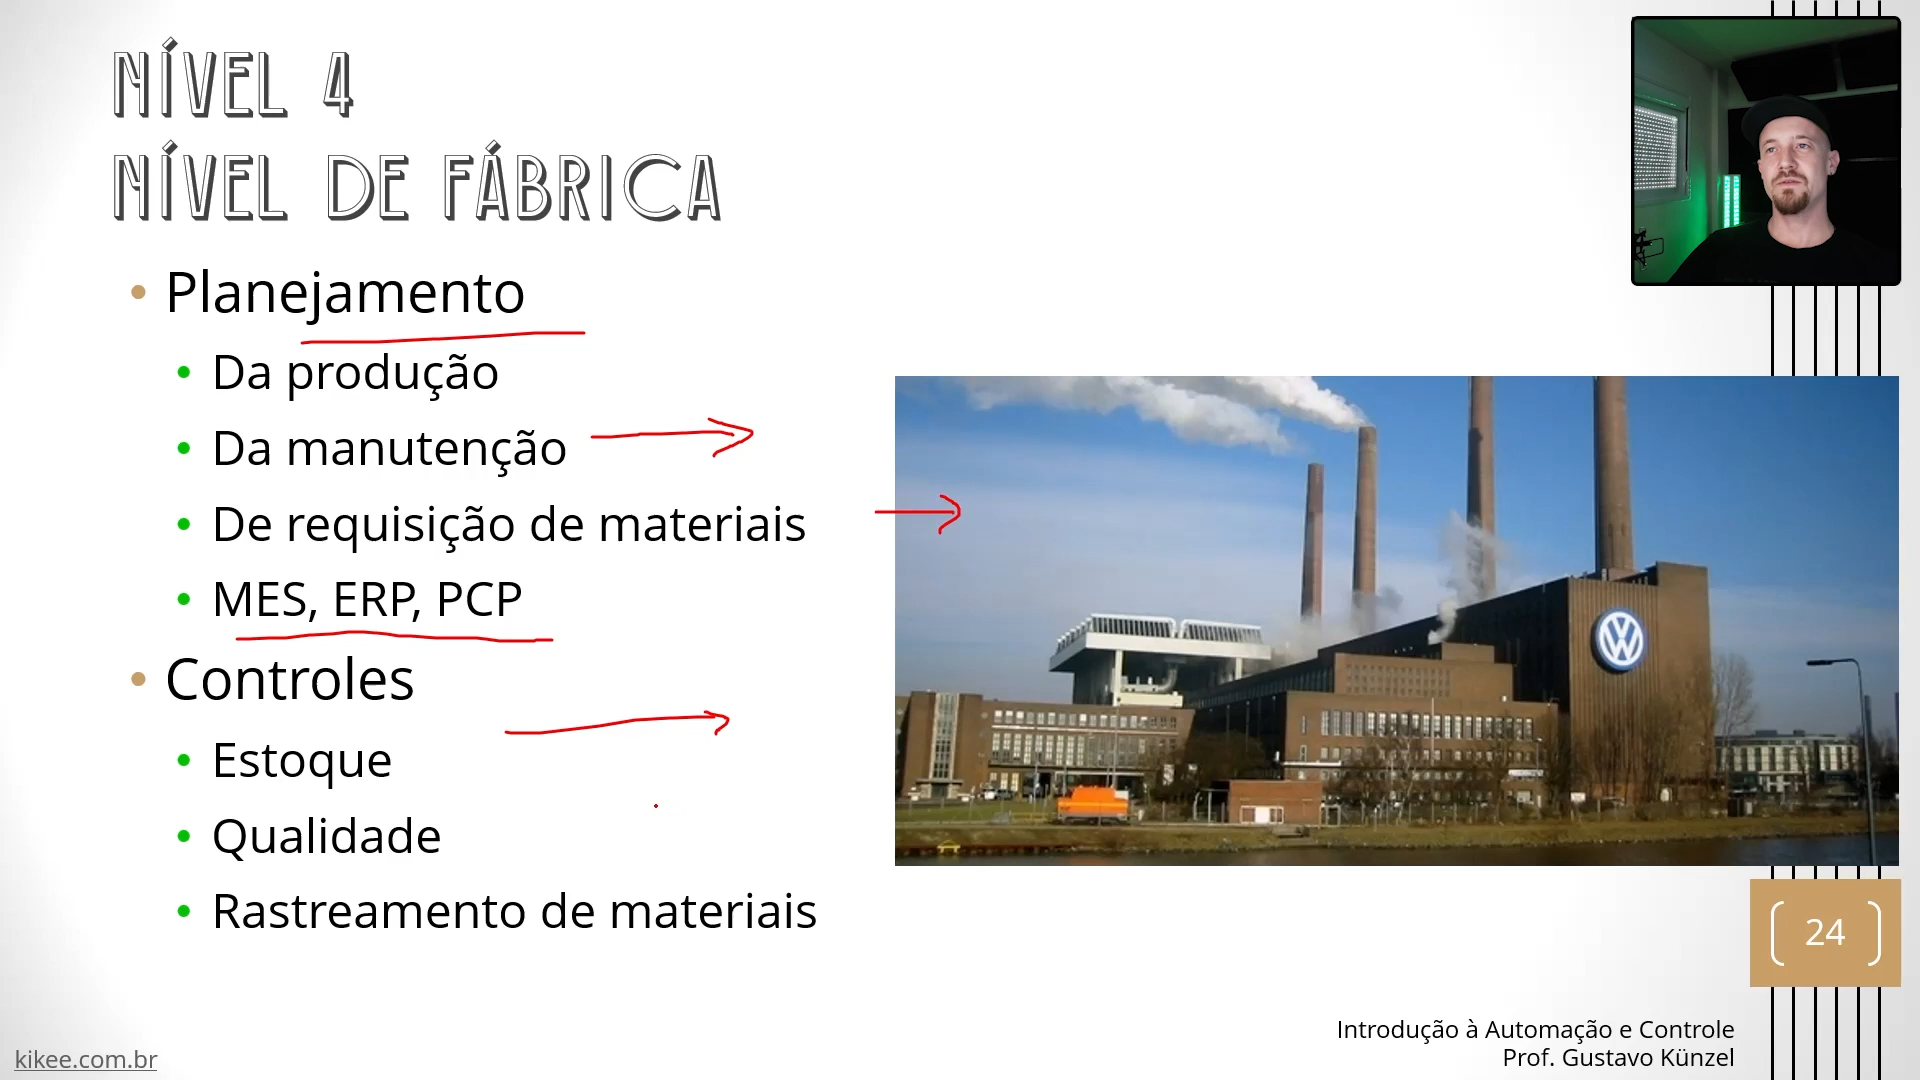 NÍVEL 4
NÍVEL DE FÁBRICA
• Planejamento
• Da produção
• Da manutenção
• De requisição de materiais
• MES, ERP, PCP
• Controles
• Estoque
• Qualidade
• Rastreamento de materiais
24
Introdução à Automação e Controle
Prof. Gustavo Künzel
kikee.com.br